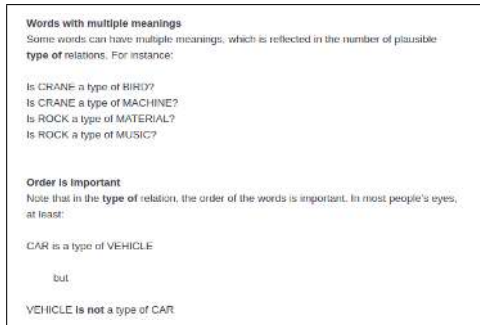 Words with multiple meanings
Some words can have multiple meanings, which is reflected in the number of plausible
type of relations. For instance:
Is CRANE a type of BIRD?
Is CRANE a type of MACHINE?
Is ROCK a type of MATERIAL?
Is ROCK a type of MUSIC?
Order is important
Note that in the type of relation, the order of the words is important. In most people's eyes,
at least:
CAR is a type of VEHICLE
but
VEHICLE is not a type of CAR